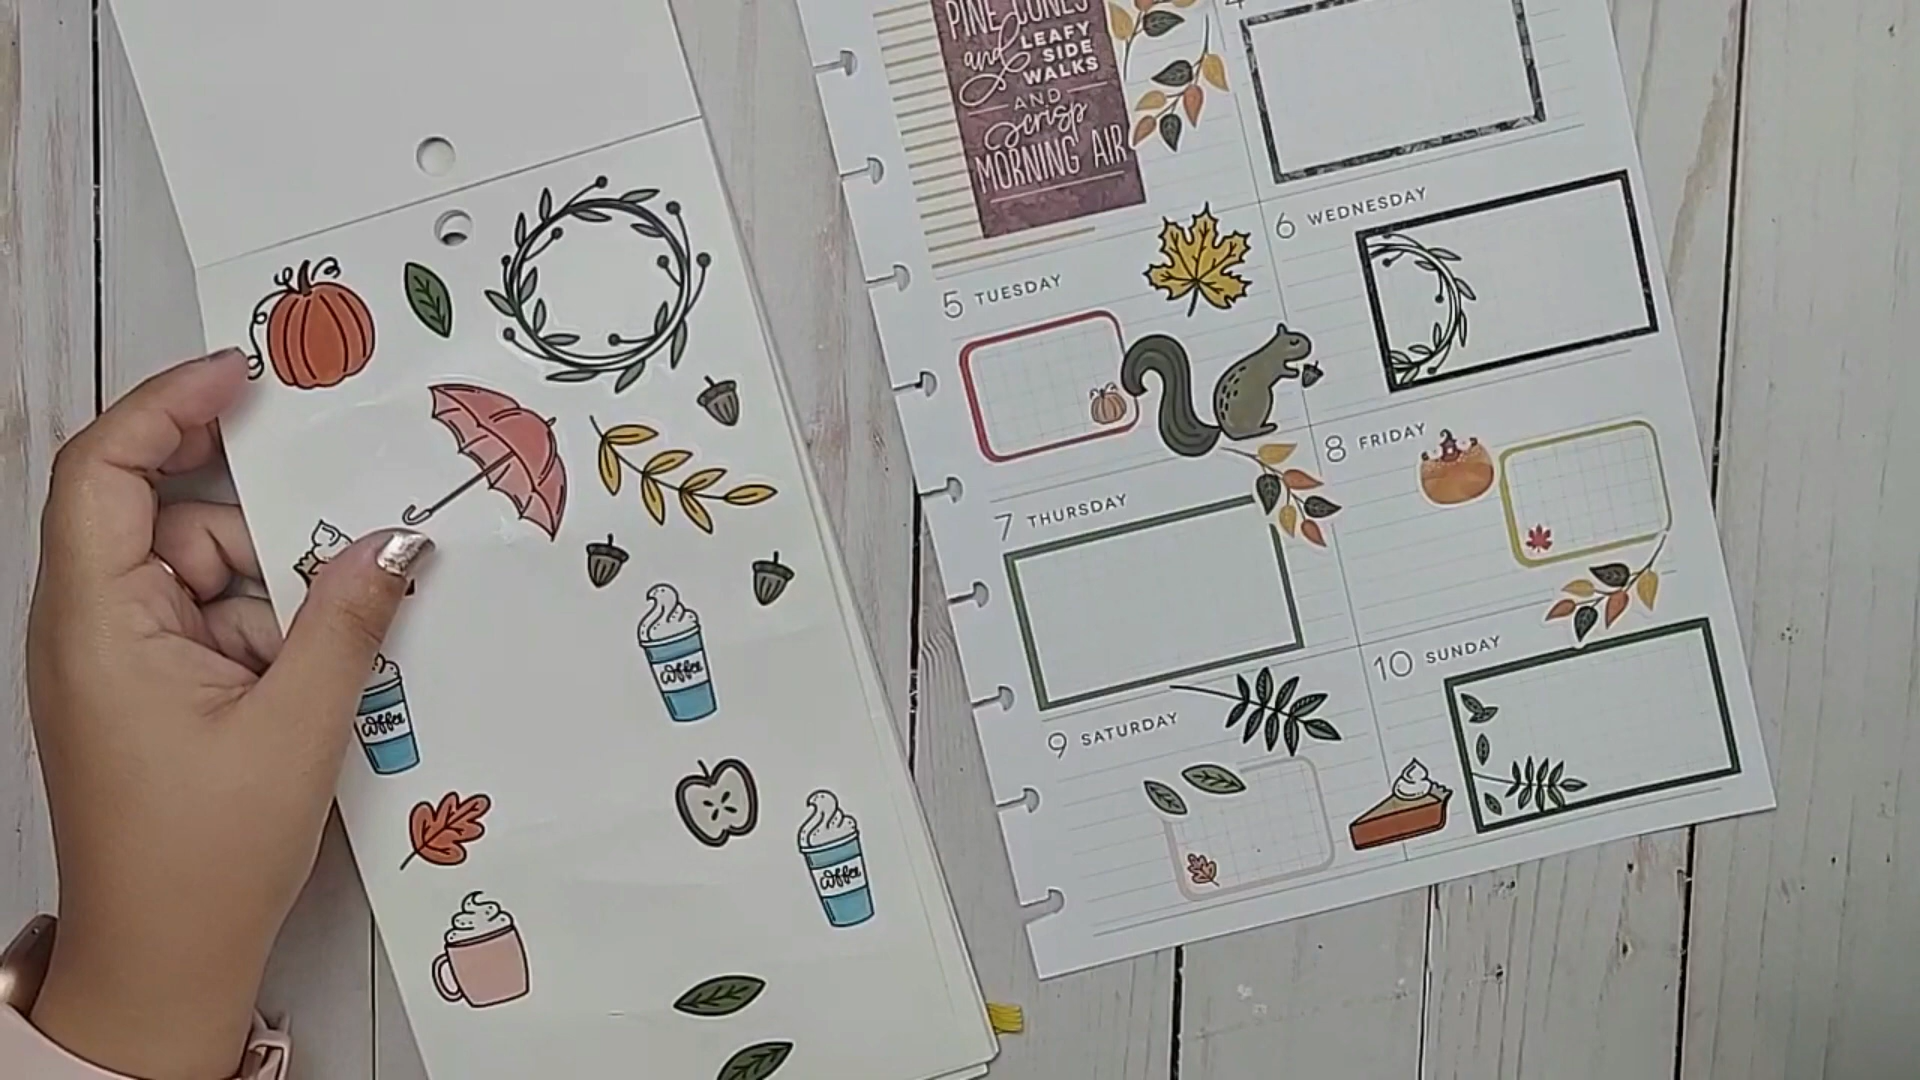 PINE CONES
and LEAFY
SIDE
WALKS
AND
crisp
MORNING AIR
5 TUESDAY
6 WEDNESDAY
7 THURSDAY
8 FRIDAY
9 SATURDAY
10 SUNDAY
coffee
coffee
coffee